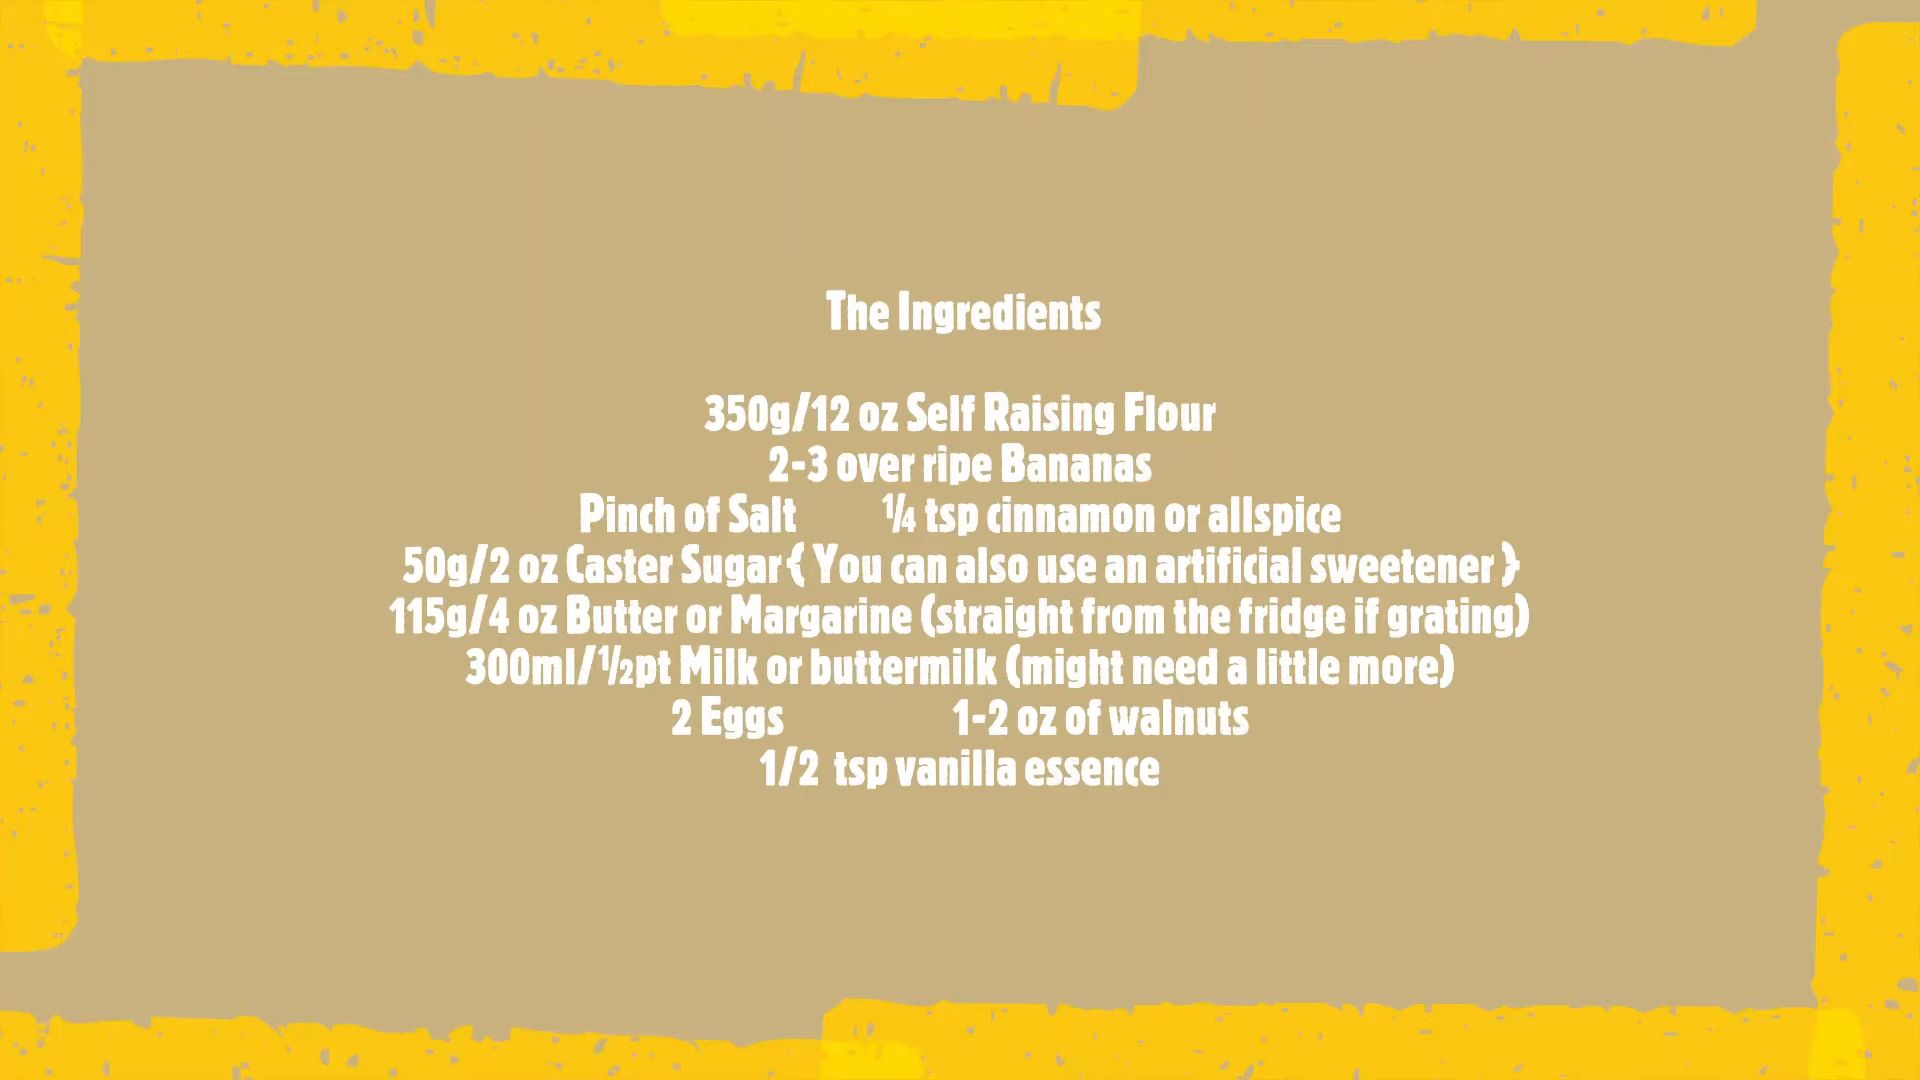 The Ingredients
350g/12 oz Self Raising Flour
2-3 over ripe Bananas
Pinch of Salt ¼ tsp cinnamon or allspice
50g/2 oz Caster Sugar{ You can also use an artificial sweetener }
115g/4 oz Butter or Margarine (straight from the fridge if grating)
300ml/½pt Milk or buttermilk (might need a little more)
2 Eggs 1-2 oz of walnuts
1/2 tsp vanilla essence